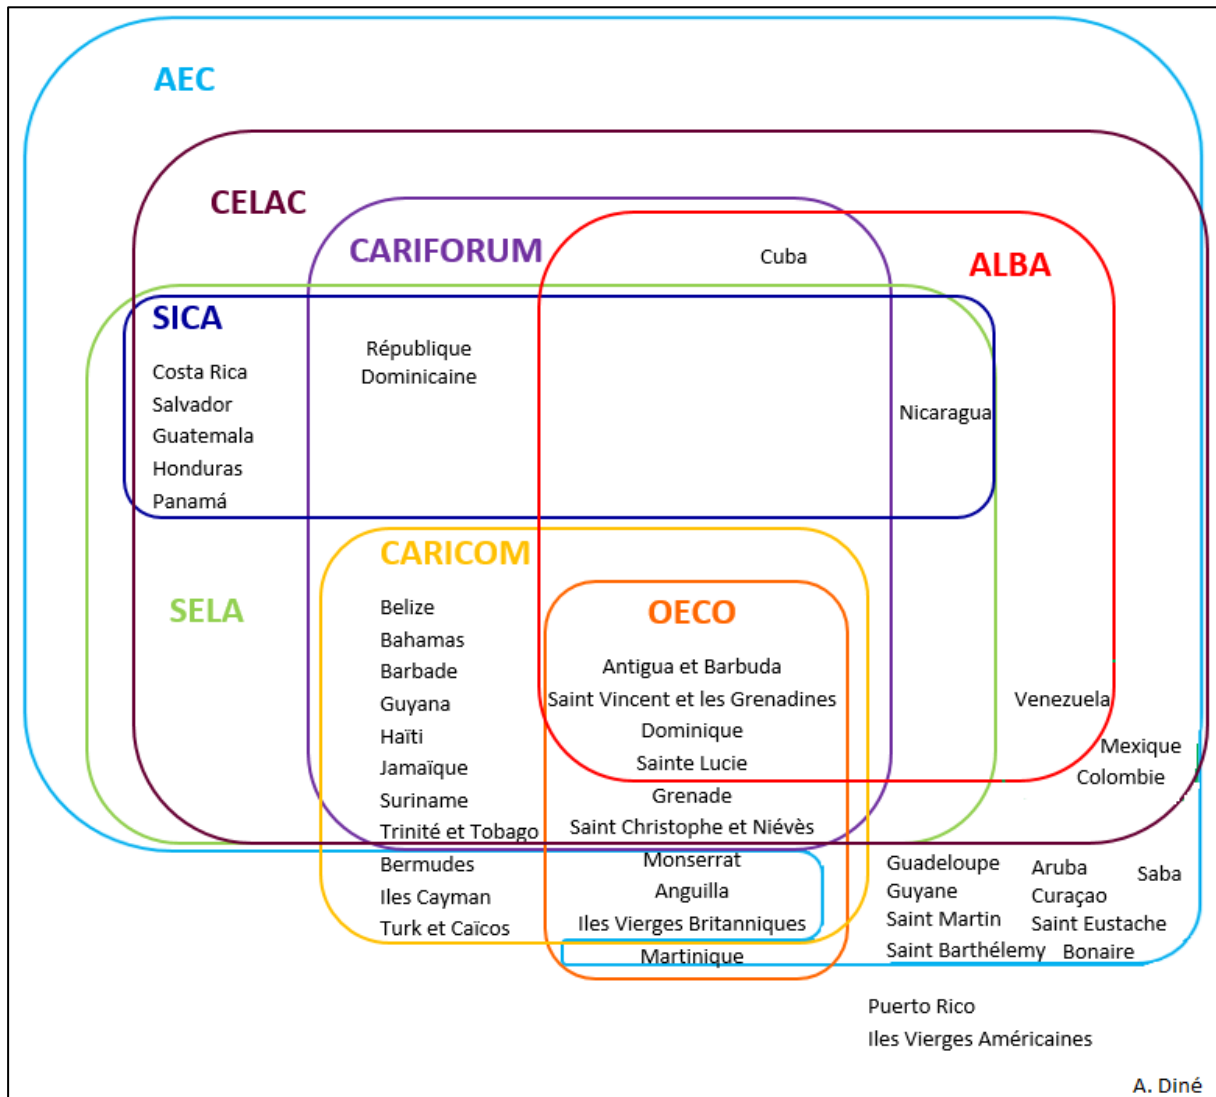 AEC
CELAC
CARIFORUM
Cuba
ALBA
SICA
République
Dominicaine
Costa Rica
Salvador
Guatemala
Honduras
Panamá
Nicaragua
CARICOM
SELA
OECO
Belize
Bahamas
Barbade
Guyana
Haïti
Jamaïque
Suriname
Trinité et Tobago
Bermudes
Iles Cayman
Turk et Caïcos
Antigua et Barbuda
Saint Vincent et les Grenadines
Dominique
Sainte Lucie
Grenade
Saint Christophe et Niévès
Monserrat
Anguilla
Iles Vierges Britanniques
Martinique
Venezuela
Mexique
Colombie
Guadeloupe
Guyane
Saint Martin
Saint Barthélemy
Aruba
Curaçao
Saint Eustache
Bonaire
Saba
Puerto Rico
Iles Vierges Américaines
A. Diné